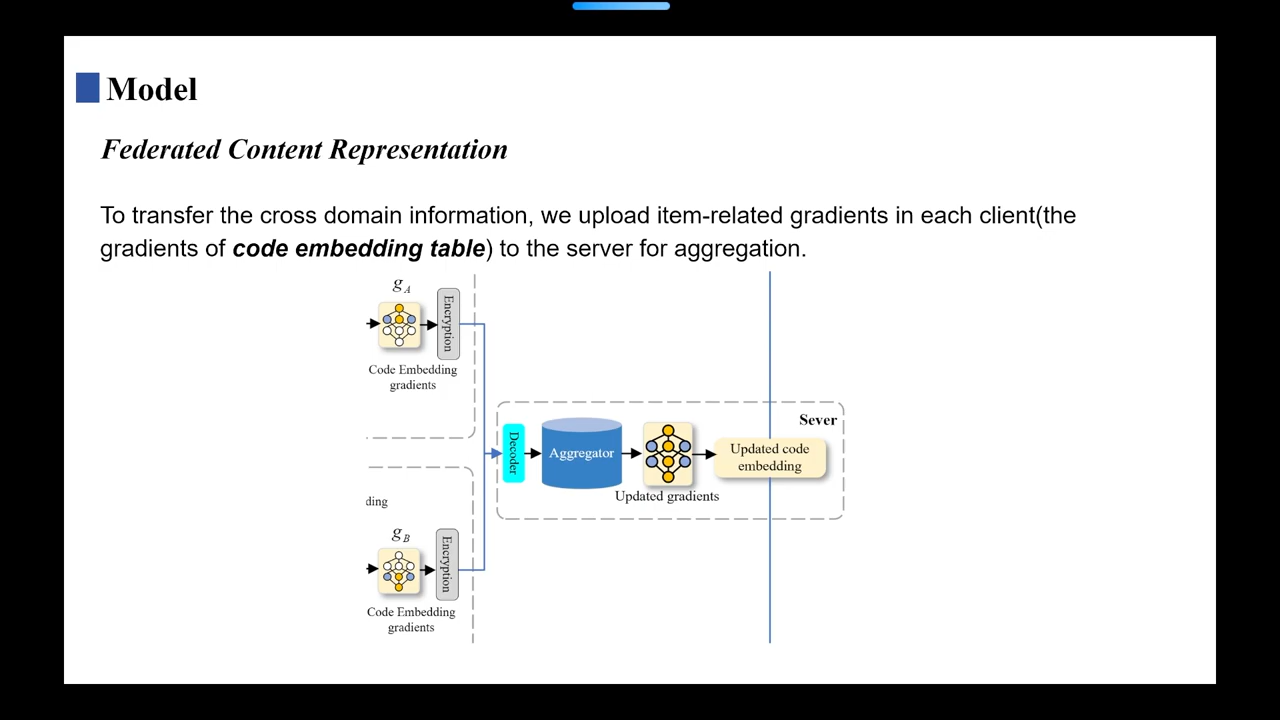 Model
Federated Content Representation
To transfer the cross domain information, we upload item-related gradients in each client(the
gradients of code embedding table) to the server for aggregation.
g_A
Encryption
Code Embedding
gradients
Sever
Decoder
Aggregator
Updated code
embedding
Updated gradients
ding
g_B
Encryption
Code Embedding
gradients